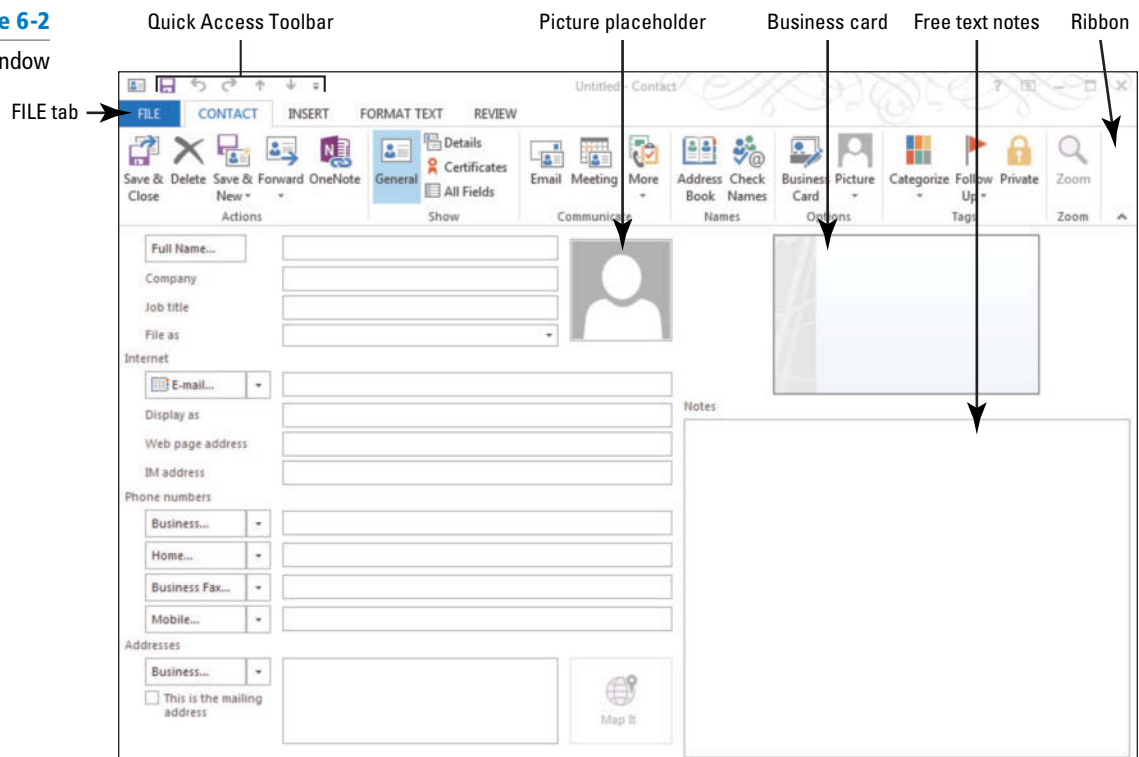 e 6-2
ndow
Quick Access Toolbar
Picture placeholder
Business card
Free text notes
Ribbon
FILE tab
Untitled - Contact
?
FILE
CONTACT
INSERT
FORMAT TEXT
REVIEW
Save & Close
Delete
Save & New
Forward
OneNote
Actions
General
Details
Certificates
All Fields
Show
Email
Meeting
More
Communicate
Address Book
Check Names
Names
Business Card
Picture
Options
Categorize
Follow Up
Private
Tags
Zoom
Zoom
Full Name...
Company
Job title
File as
Internet
E-mail...
Display as
Web page address
IM address
Phone numbers
Business...
Home...
Business Fax...
Mobile...
Addresses
Business...
This is the mailing
address
Map It
Notes